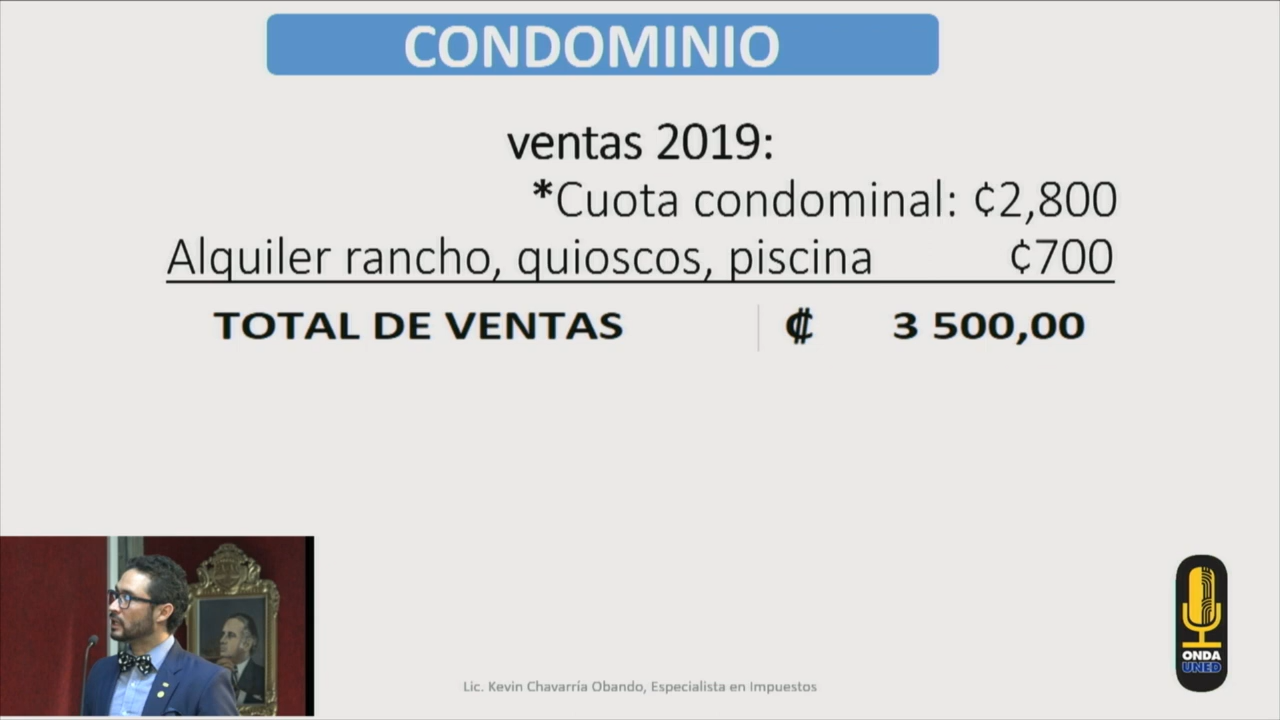 CONDOMINIO
ventas 2019:
*Cuota condominal: ¢2,800
Alquiler rancho, quioscos, piscina ¢700
TOTAL DE VENTAS ₡ 3 500,00
Lic. Kevin Chavarría Obando, Especialista en Impuestos
ONDA
UNED